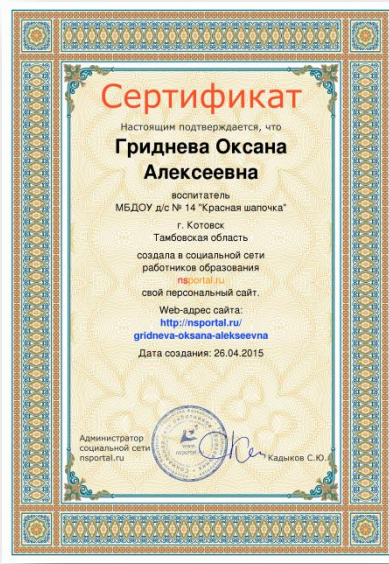 Сертификат
Настоящим подтверждается, что
Гриднева Оксана
Алексеевна
воспитатель
МБДОУ д/с № 14 "Красная шапочка"
г. Котовск
Тамбовская область
создала в социальной сети
работников образования
nsportal.ru
свой персональный сайт.
Web-адрес сайта:
http://nsportal.ru/
gridneva-oksana-alekseevna
Дата создания: 26.04.2015
Администратор
социальной сети
nsportal.ru
Кадыков С.Ю.